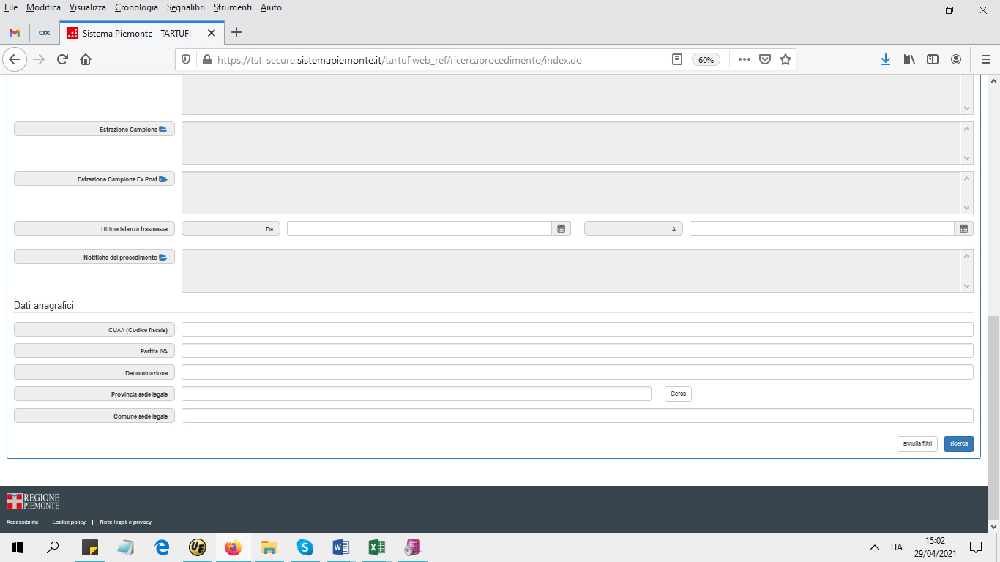 File Modifica Visualizza Cronologia Segnalibri Strumenti Aiuto
OX Sistema Piemonte - TARTUFI
https://tst-secure.sistemapiemonte.it/tartufiweb_ref/ricercaprocedimento/index.do 60%
Estrazione Campione
Estrazione Campione Ex Post
Ultima istanza trasmessa Da A
Notifiche del procedimento
Dati anagrafici
CUAA (Codice fiscale)
Partita IVA
Denominazione
Provincia sede legale Cerca
Comune sede legale
annulla filtri ricerca
REGIONE
PIEMONTE
Accessibilità | Cookie policy | Note legali e privacy
UE ITA 15:02
29/04/2021